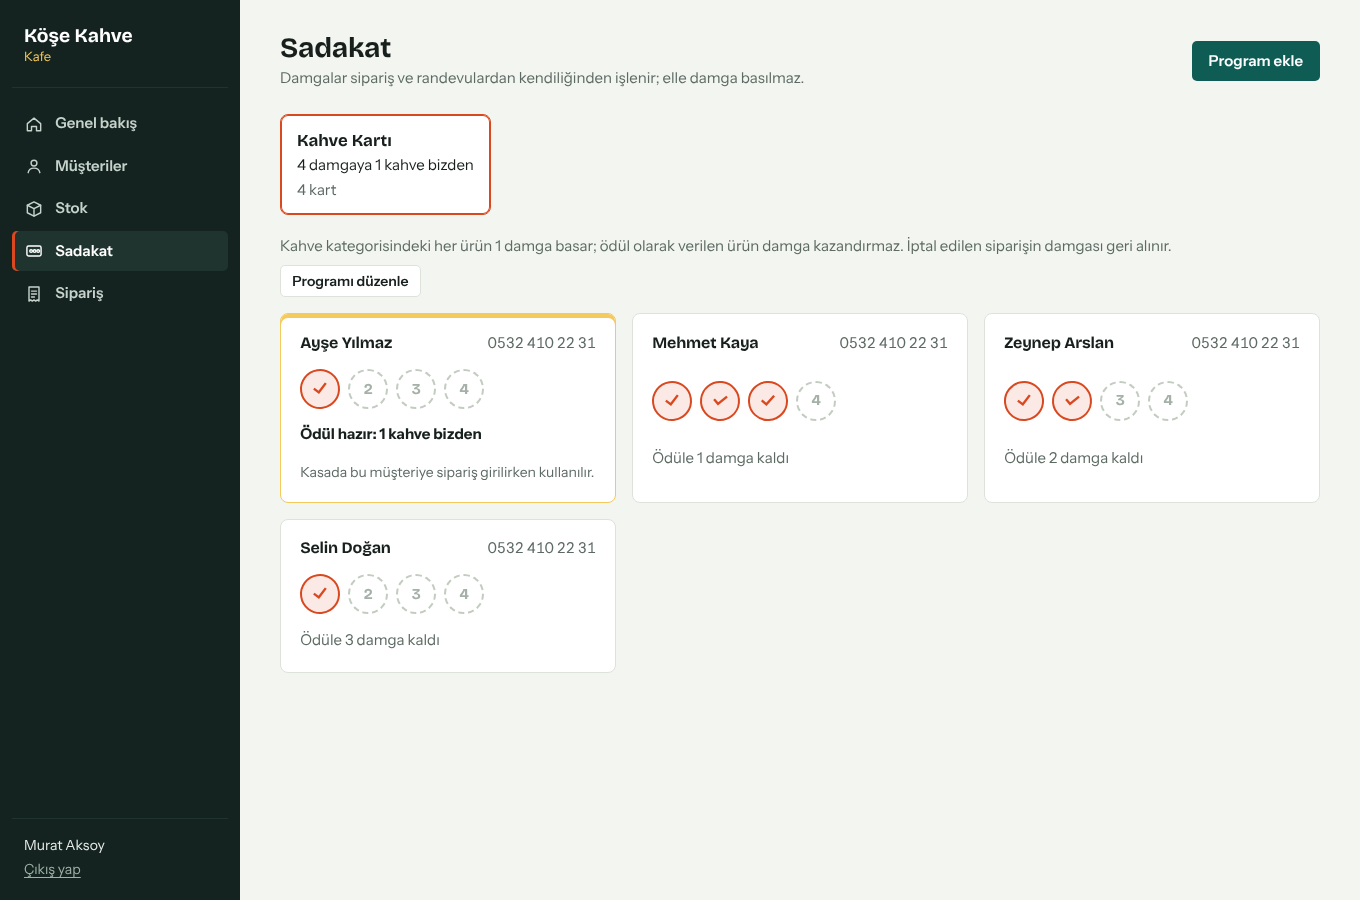 Köşe Kahve
Kafe
Genel bakış
Müşteriler
Stok
Sadakat
Sipariş
Murat Aksoy
Çıkış yap
Sadakat
Damgalar sipariş ve randevulardan kendiliğinden işlenir; elle damga basılmaz.
Program ekle
Kahve Kartı
4 damgaya 1 kahve bizden
4 kart
Kahve kategorisindeki her ürün 1 damga basar; ödül olarak verilen ürün damga kazandırmaz. İptal edilen siparişin damgası geri alınır.
Programı düzenle
Ayşe Yılmaz 0532 410 22 31
2 3 4
Ödül hazır: 1 kahve bizden
Kasada bu müşteriye sipariş girilirken kullanılır.
Mehmet Kaya 0532 410 22 31
4
Ödüle 1 damga kaldı
Zeynep Arslan 0532 410 22 31
3 4
Ödüle 2 damga kaldı
Selin Doğan 0532 410 22 31
2 3 4
Ödüle 3 damga kaldı